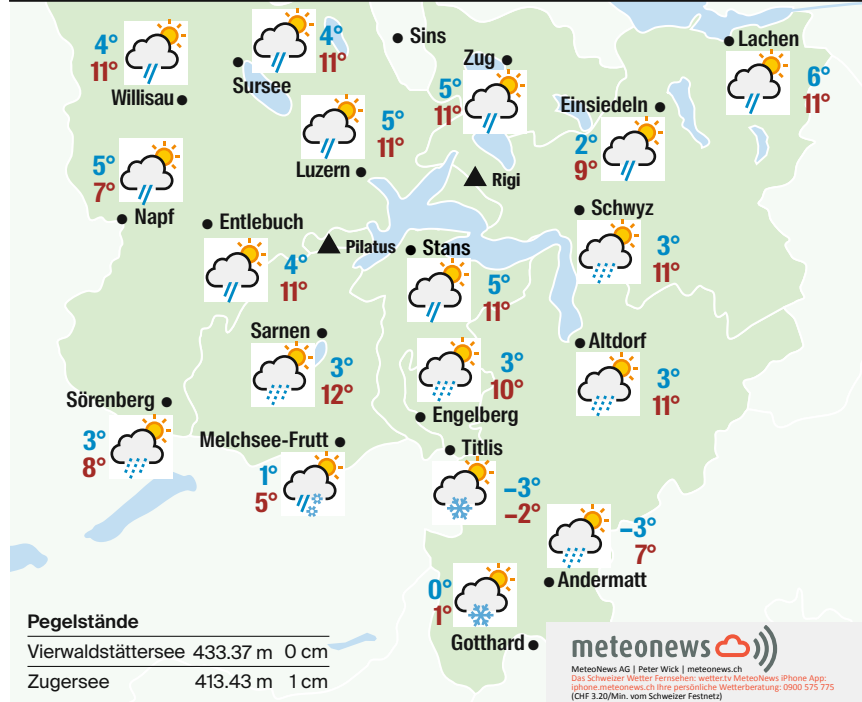 4°
11°
Willisau
Sursee
4°
11°
Sins
Zug
5°
11°
Lachen
6°
11°
Einsiedeln
2°
9°
5°
11°
Luzern
Rigi
5°
7°
Napf
Entlebuch
4°
11°
Pilatus
Stans
5°
11°
Schwyz
3°
11°
Sarnen
3°
12°
3°
10°
Engelberg
Altdorf
3°
11°
Sörenberg
3°
8°
Melchsee-Frutt
1°
5°
Titlis
–3°
–2°
–3°
7°
Andermatt
0°
1°
Gotthard
Pegelstände
Vierwaldstättersee 433.37 m 0 cm
Zugersee 413.43 m 1 cm
meteonews
MeteoNews AG | Peter Wick | meteonews.ch
Das Schweizer Wetter Fernsehen: wetter.tv MeteoNews iPhone App:
iphone.meteonews.ch Ihre persönliche Wetterberatung: 0900 575 775
(CHF 3.20/Min. vom Schweizer Festnetz)